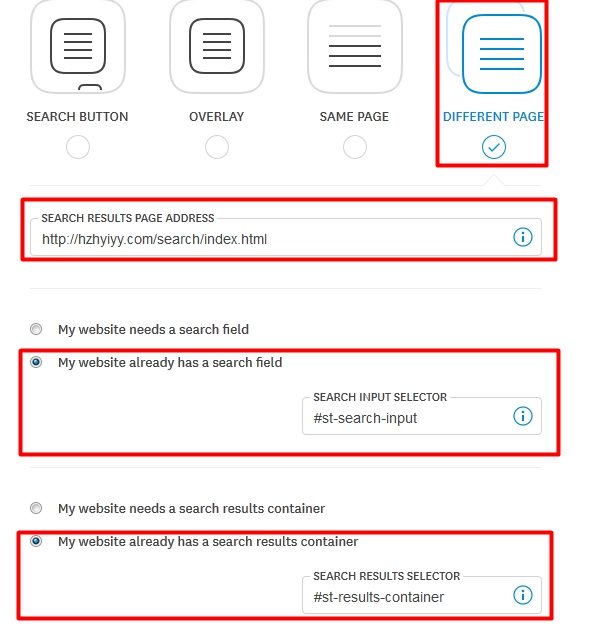 SEARCH BUTTON OVERLAY SAME PAGE DIFFERENT PAGE
SEARCH RESULTS PAGE ADDRESS
http://hzhyiyy.com/search/index.html
My website needs a search field
My website already has a search field
SEARCH INPUT SELECTOR
#st-search-input
My website needs a search results container
My website already has a search results container
SEARCH RESULTS SELECTOR
#st-results-container